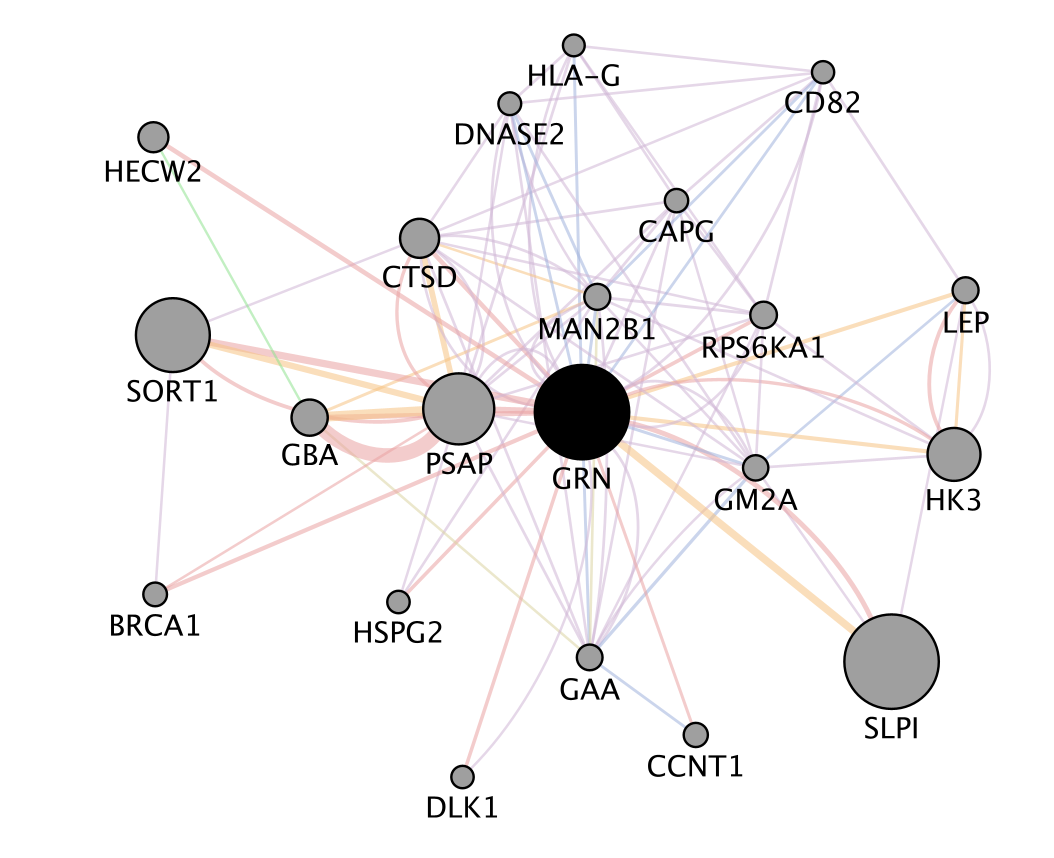 HLA-G
CD82
DNASE2
HECW2
CAPG
CTSD
MAN2B1
LEP
RPS6KA1
SORT1
GBA
PSAP
GRN
GM2A
HK3
BRCA1
HSPG2
GAA
SLPI
CCNT1
DLK1